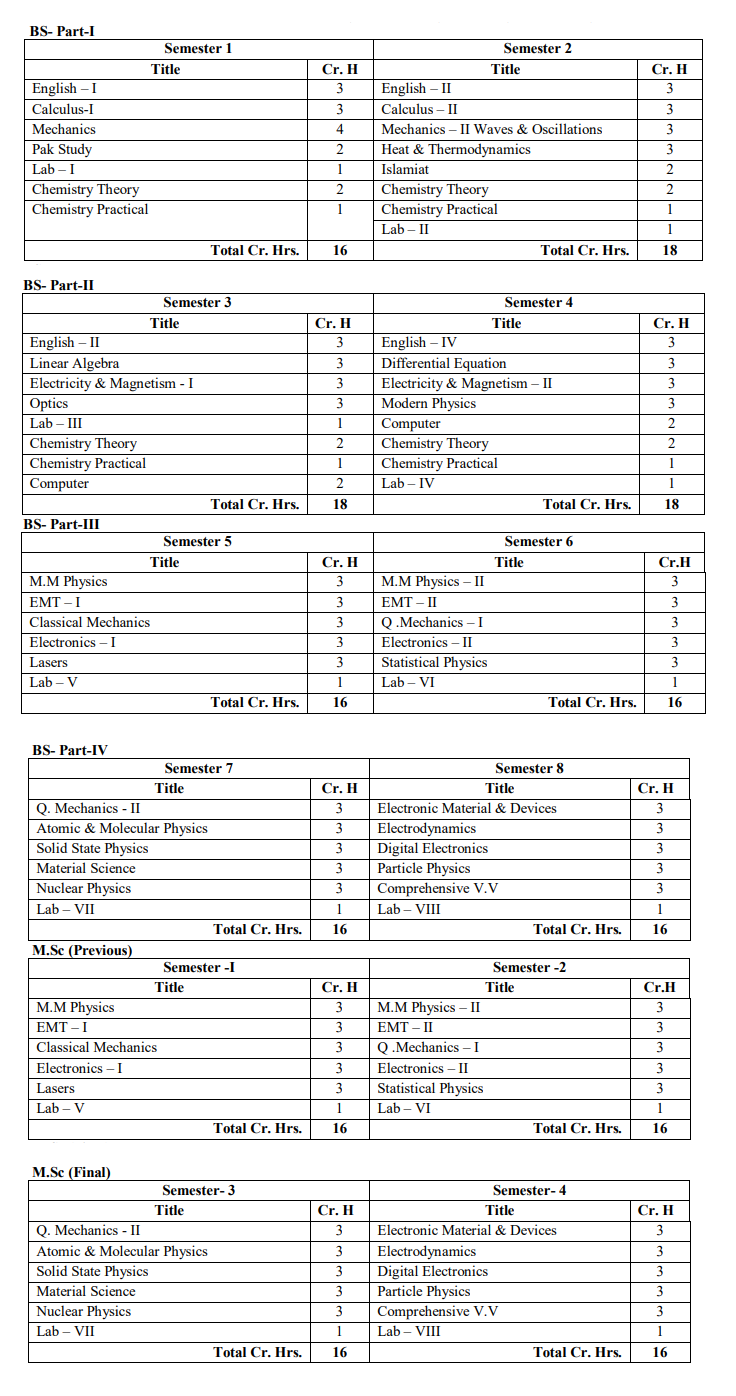 BS- Part-I
Semester 1 Semester 2
Title Cr. H Title Cr. H
English – I 3 English – II 3
Calculus-I 3 Calculus – II 3
Mechanics 4 Mechanics – II Waves & Oscillations 3
Pak Study 2 Heat & Thermodynamics 3
Lab – I 1 Islamiat 2
Chemistry Theory 2 Chemistry Theory 2
Chemistry Practical 1 Chemistry Practical 1
Lab – II 1
Total Cr. Hrs. 16 Total Cr. Hrs. 18
BS- Part-II
Semester 3 Semester 4
Title Cr. H Title Cr. H
English – II 3 English – IV 3
Linear Algebra 3 Differential Equation 3
Electricity & Magnetism - I 3 Electricity & Magnetism – II 3
Optics 3 Modern Physics 3
Lab – III 1 Computer 2
Chemistry Theory 2 Chemistry Theory 2
Chemistry Practical 1 Chemistry Practical 1
Computer 2 Lab – IV 1
Total Cr. Hrs. 18 Total Cr. Hrs. 18
BS- Part-III
Semester 5 Semester 6
Title Cr. H Title Cr.H
M.M Physics 3 M.M Physics – II 3
EMT – I 3 EMT – II 3
Classical Mechanics 3 Q .Mechanics – I 3
Electronics – I 3 Electronics – II 3
Lasers 3 Statistical Physics 3
Lab – V 1 Lab – VI 1
Total Cr. Hrs. 16 Total Cr. Hrs. 16
BS- Part-IV
Semester 7 Semester 8
Title Cr. H Title Cr. H
Q. Mechanics - II 3 Electronic Material & Devices 3
Atomic & Molecular Physics 3 Electrodynamics 3
Solid State Physics 3 Digital Electronics 3
Material Science 3 Particle Physics 3
Nuclear Physics 3 Comprehensive V.V 3
Lab – VII 1 Lab – VIII 1
Total Cr. Hrs. 16 Total Cr. Hrs. 16
M.Sc (Previous)
Semester -I Semester -2
Title Cr. H Title Cr.H
M.M Physics 3 M.M Physics – II 3
EMT – I 3 EMT – II 3
Classical Mechanics 3 Q .Mechanics – I 3
Electronics – I 3 Electronics – II 3
Lasers 3 Statistical Physics 3
Lab – V 1 Lab – VI 1
Total Cr. Hrs. 16 Total Cr. Hrs. 16
M.Sc (Final)
Semester- 3 Semester- 4
Title Cr. H Title Cr. H
Q. Mechanics - II 3 Electronic Material & Devices 3
Atomic & Molecular Physics 3 Electrodynamics 3
Solid State Physics 3 Digital Electronics 3
Material Science 3 Particle Physics 3
Nuclear Physics 3 Comprehensive V.V 3
Lab – VII 1 Lab – VIII 1
Total Cr. Hrs. 16 Total Cr. Hrs. 16